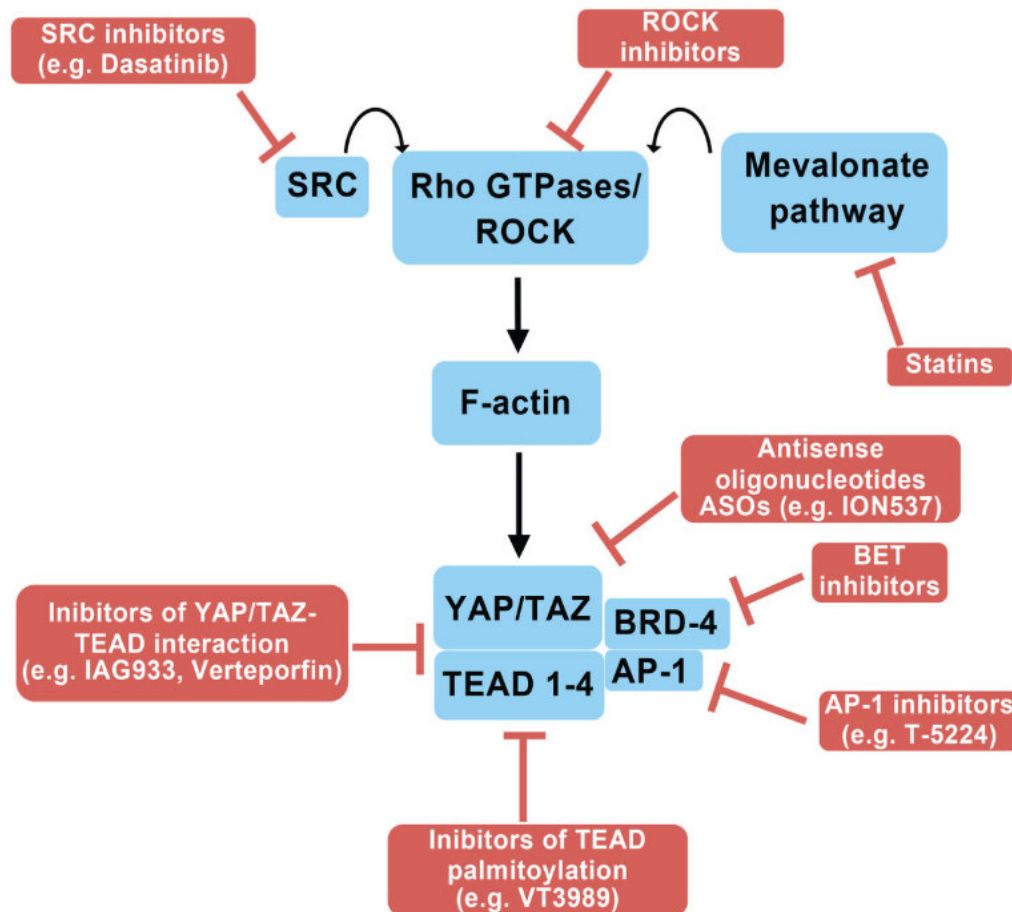 SRC inhibitors
(e.g. Dasatinib)
ROCK
inhibitors
SRC
Rho GTPases/
ROCK
Mevalonate
pathway
Statins
F-actin
Antisense
oligonucleotides
ASOs (e.g. ION537)
BET
inhibitors
YAP/TAZ
BRD-4
TEAD 1-4
AP-1
Inibitors of YAP/TAZ-
TEAD interaction
(e.g. IAG933, Verteporfin)
AP-1 inhibitors
(e.g. T-5224)
Inibitors of TEAD
palmitoylation
(e.g. VT3989)